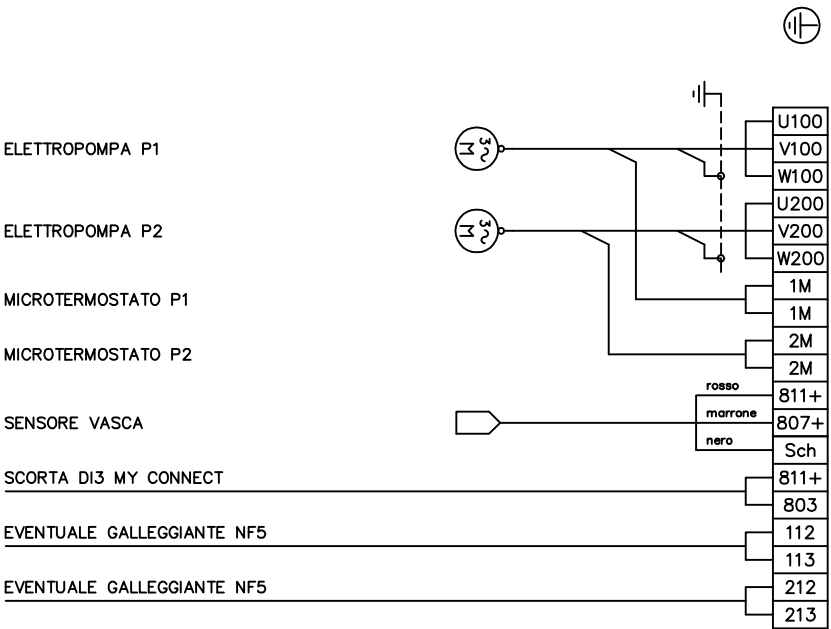 U100
ELETTROPOMPA P1
M 3~
V100
W100
U200
ELETTROPOMPA P2
M 3~
V200
W200
1M
MICROTERMOSTATO P1
1M
2M
MICROTERMOSTATO P2
2M
rosso
811+
SENSORE VASCA
marrone
807+
nero
Sch
SCORTA DI3 MY CONNECT
811+
803
EVENTUALE GALLEGGIANTE NF5
112
113
EVENTUALE GALLEGGIANTE NF5
212
213